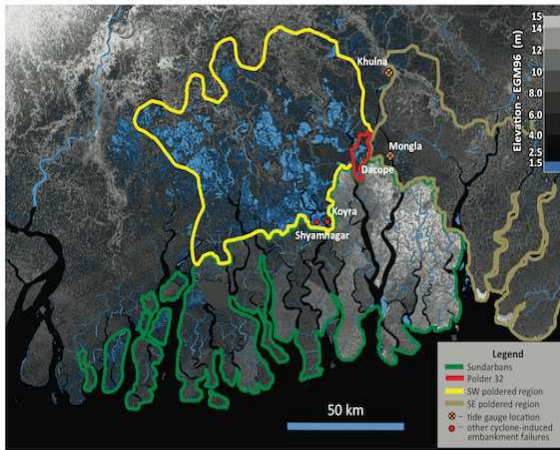 Khulna
Mongla
Dacope
Koyra
Shyamnagar
50 km
Elevation - EGM96 (m)
15
14
12
10.0
8.0
6.0
4.0
2.5
1.5
Legend
Sundarbans
Polder 32
SW poldered region
SE poldered region
– tide gauge location
– other cyclone-induced
embankment failures